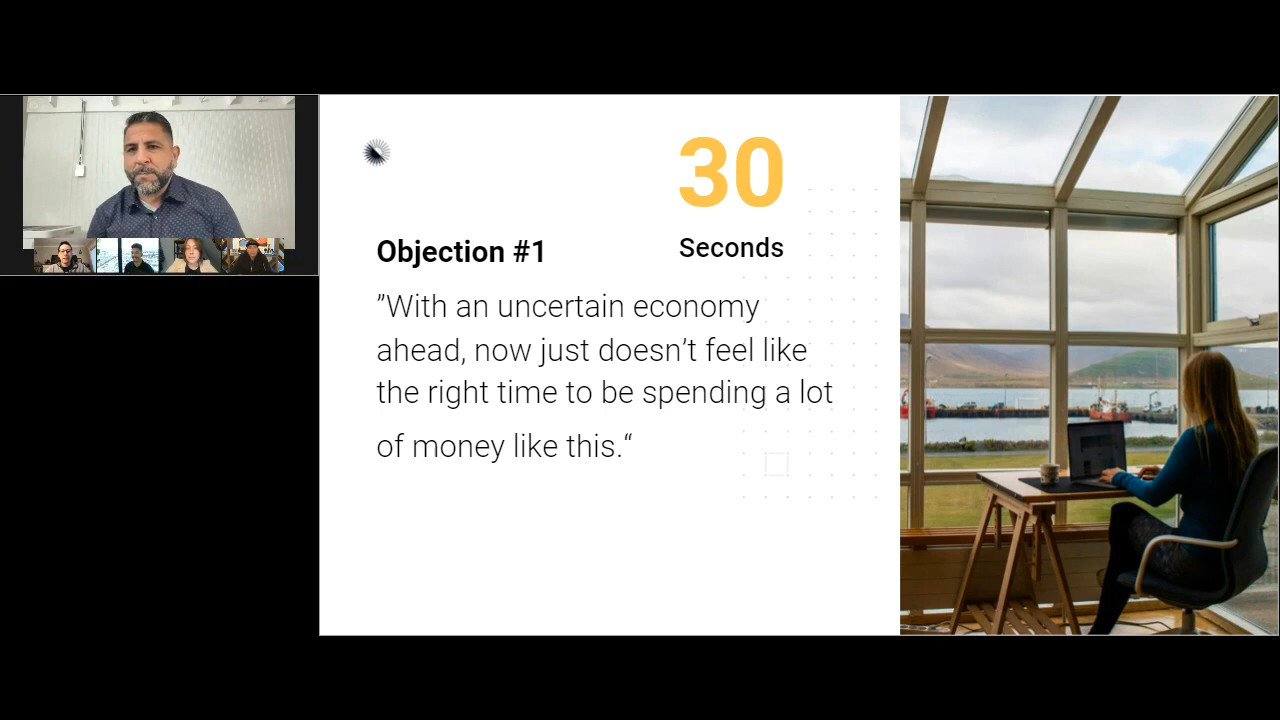 30
Seconds
Objection #1
”With an uncertain economy
ahead, now just doesn’t feel like
the right time to be spending a lot
of money like this.“